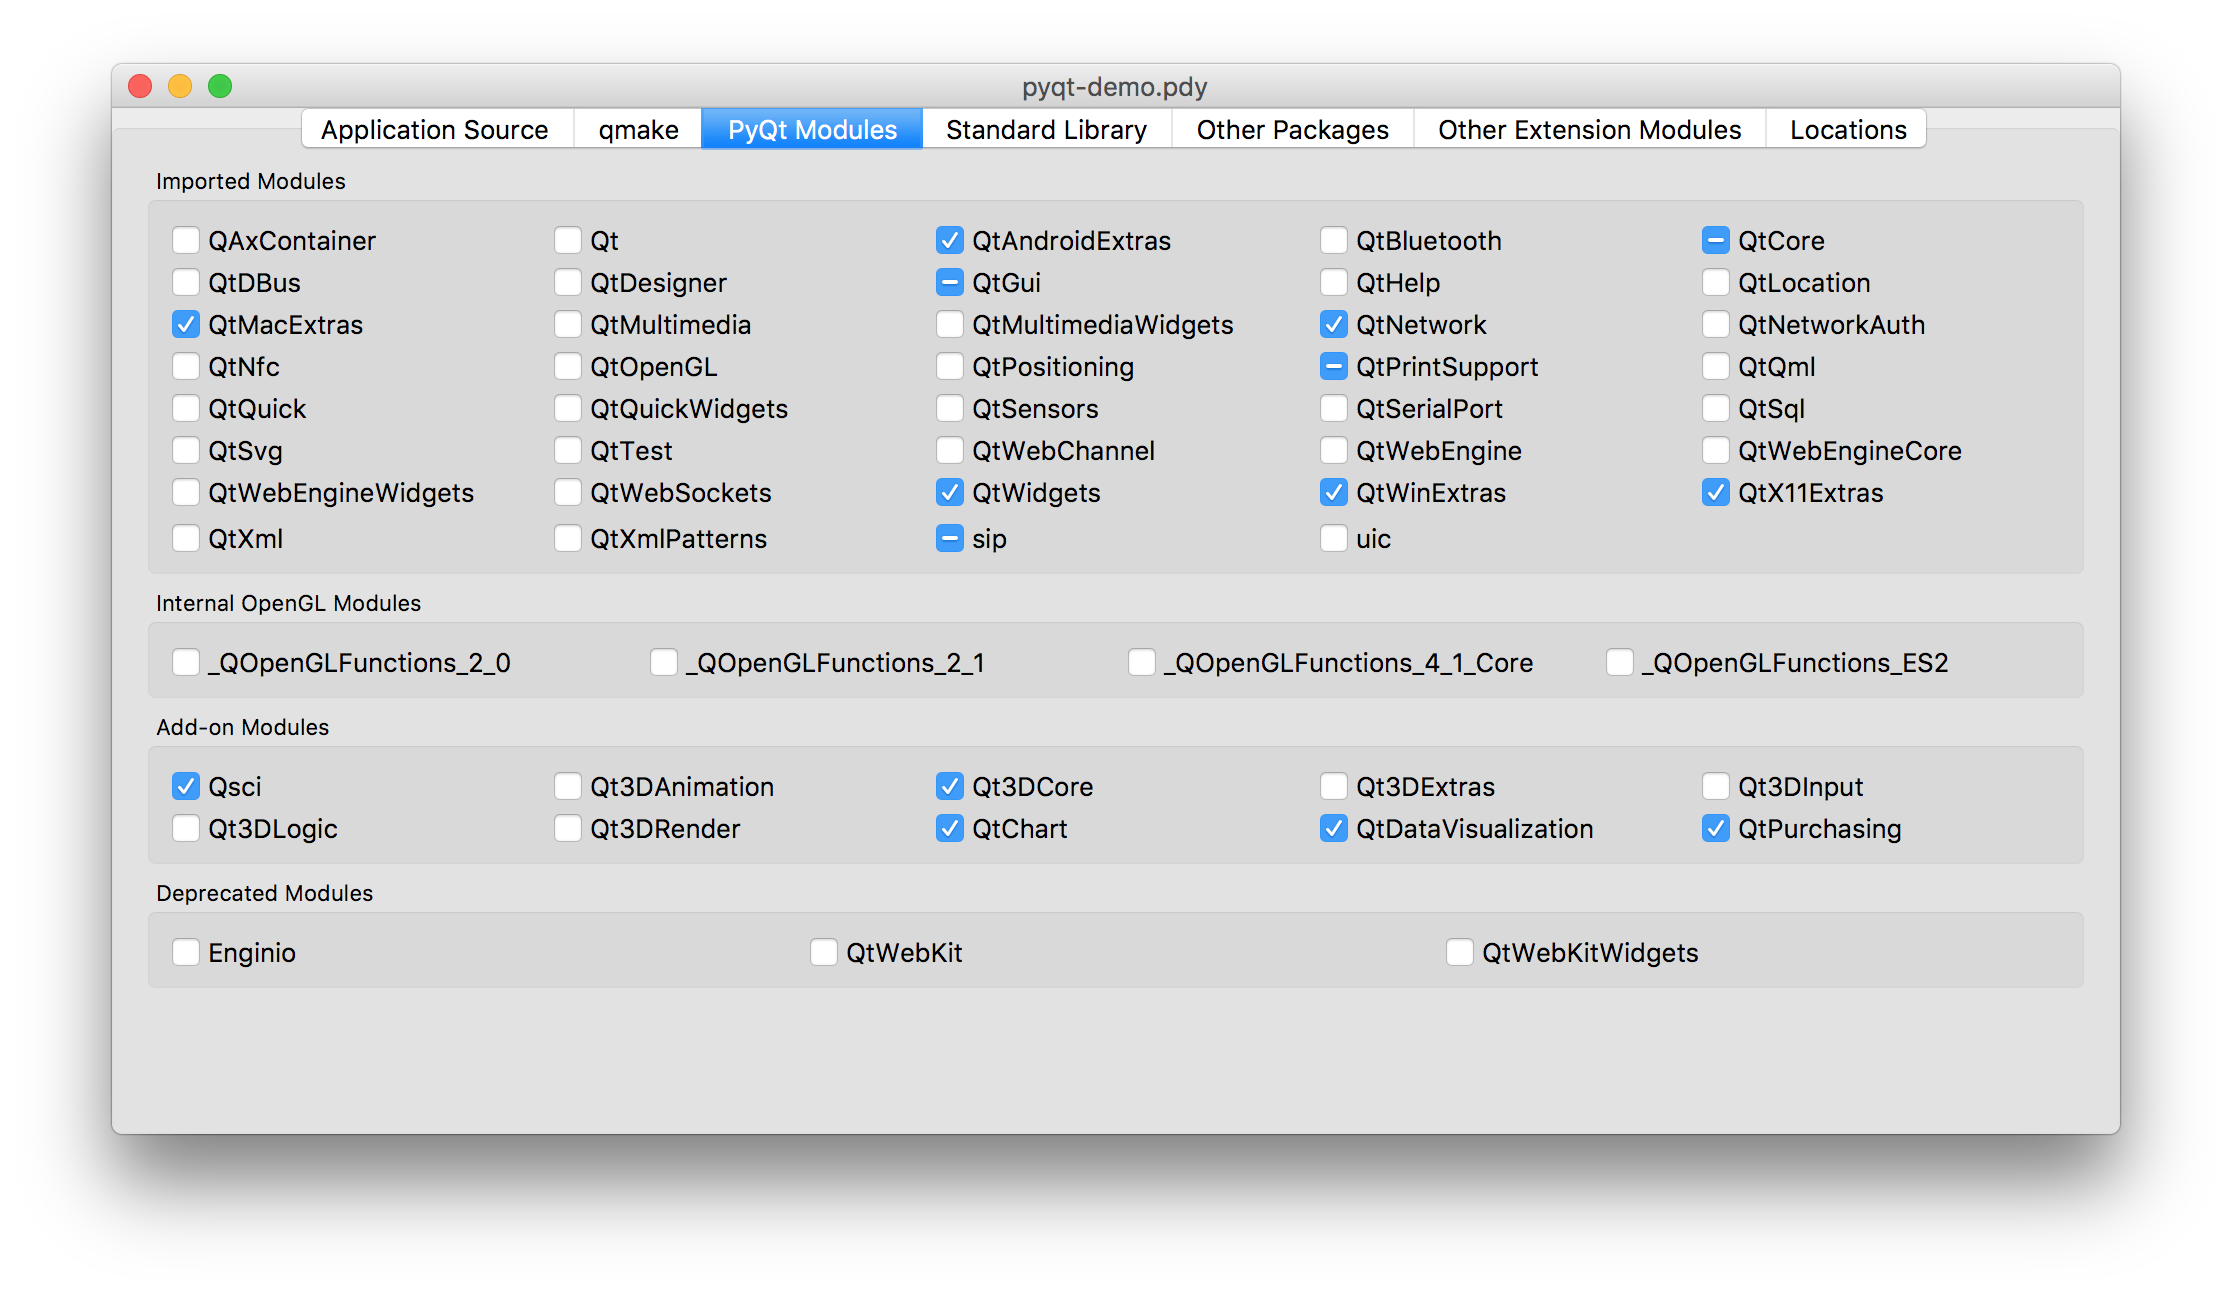 pyqt-demo.pdy
Application Source qmake PyQt Modules Standard Library Other Packages Other Extension Modules Locations
Imported Modules
QAxContainer Qt QtAndroidExtras QtBluetooth QtCore
QtDBus QtDesigner QtGui QtHelp QtLocation
QtMacExtras QtMultimedia QtMultimediaWidgets QtNetwork QtNetworkAuth
QtNfc QtOpenGL QtPositioning QtPrintSupport QtQml
QtQuick QtQuickWidgets QtSensors QtSerialPort QtSql
QtSvg QtTest QtWebChannel QtWebEngine QtWebEngineCore
QtWebEngineWidgets QtWebSockets QtWidgets QtWinExtras QtX11Extras
QtXml QtXmlPatterns sip uic
Internal OpenGL Modules
_QOpenGLFunctions_2_0 _QOpenGLFunctions_2_1 _QOpenGLFunctions_4_1_Core _QOpenGLFunctions_ES2
Add-on Modules
Qsci Qt3DAnimation Qt3DCore Qt3DExtras Qt3DInput
Qt3DLogic Qt3DRender QtChart QtDataVisualization QtPurchasing
Deprecated Modules
Enginio QtWebKit QtWebKitWidgets